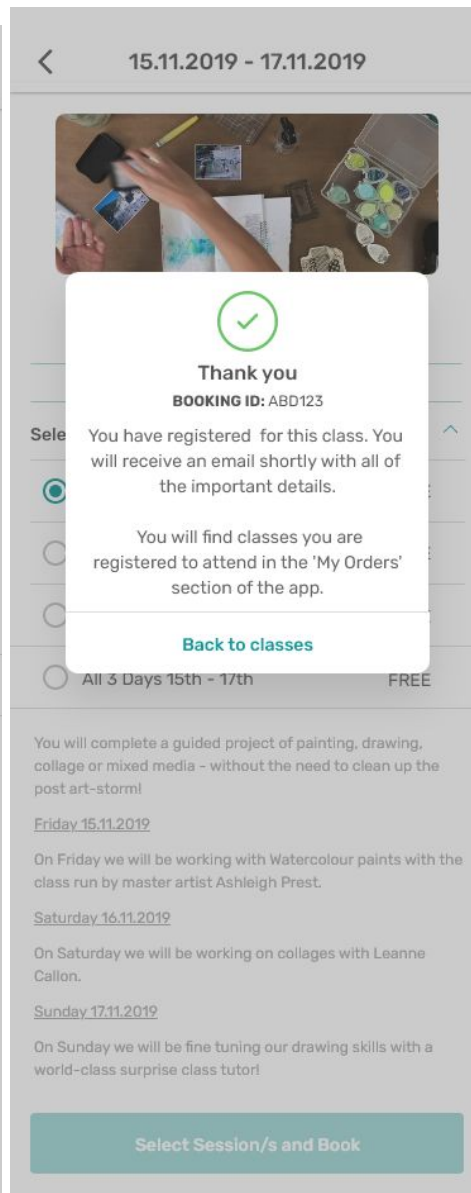 15.11.2019 - 17.11.2019
Thank you
BOOKING ID: ABD123
Sele
You have registered for this class. You
will receive an email shortly with all of
the important details.
You will find classes you are
registered to attend in the 'My Orders'
section of the app.
Back to classes
All 3 Days 15th - 17th FREE
You will complete a guided project of painting, drawing,
collage or mixed media - without the need to clean up the
post art-storm!
Friday 15.11.2019
On Friday we will be working with Watercolour paints with the
class run by master artist Ashleigh Prest.
Saturday 16.11.2019
On Saturday we will be working on collages with Leanne
Callon.
Sunday 17.11.2019
On Sunday we will be fine tuning our drawing skills with a
world-class surprise class tutor!
Select Session/s and Book